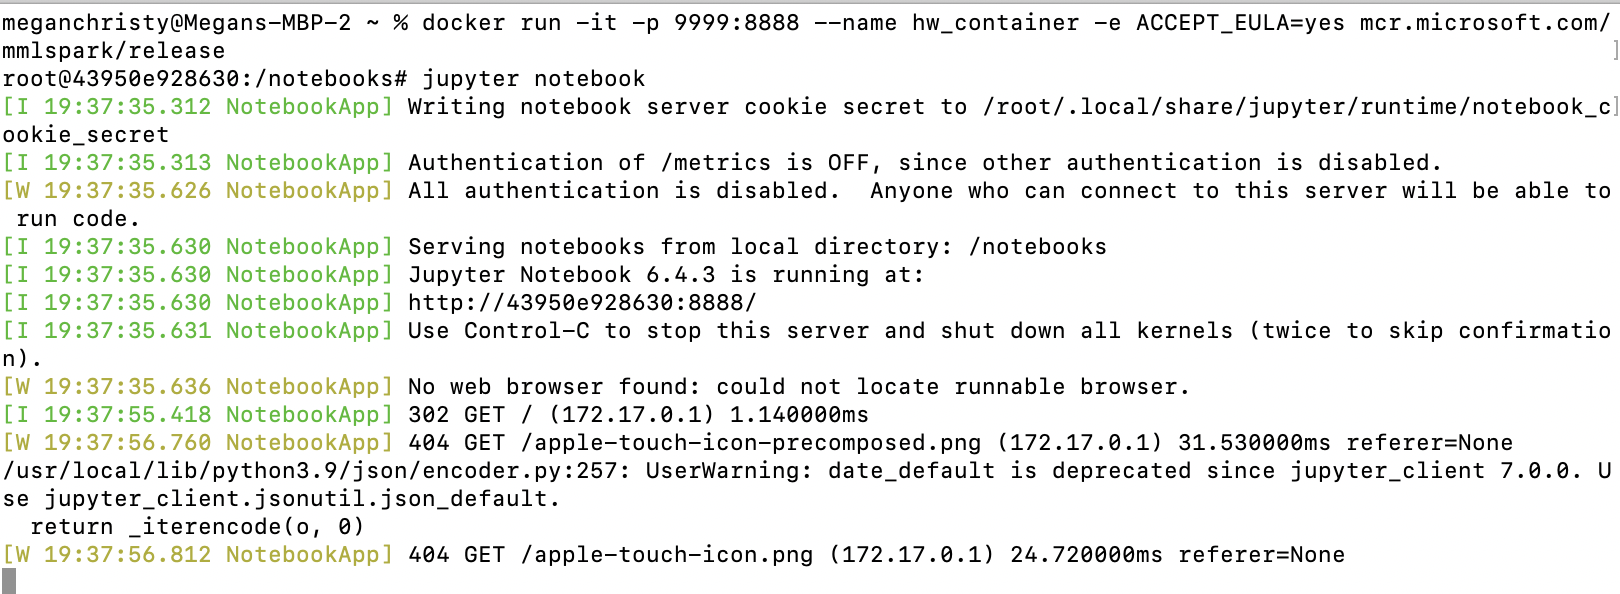 meganchristy@Megans-MBP-2 ~ % docker run -it -p 9999:8888 --name hw_container -e ACCEPT_EULA=yes mcr.microsoft.com/
mmlspark/release ]
root@43950e928630:/notebooks# jupyter notebook
[I 19:37:35.312 NotebookApp] Writing notebook server cookie secret to /root/.local/share/jupyter/runtime/notebook_c]
ookie_secret
[I 19:37:35.313 NotebookApp] Authentication of /metrics is OFF, since other authentication is disabled.
[W 19:37:35.626 NotebookApp] All authentication is disabled.  Anyone who can connect to this server will be able to
 run code.
[I 19:37:35.630 NotebookApp] Serving notebooks from local directory: /notebooks
[I 19:37:35.630 NotebookApp] Jupyter Notebook 6.4.3 is running at:
[I 19:37:35.630 NotebookApp] http://43950e928630:8888/
[I 19:37:35.631 NotebookApp] Use Control-C to stop this server and shut down all kernels (twice to skip confirmatio
n).
[W 19:37:35.636 NotebookApp] No web browser found: could not locate runnable browser.
[I 19:37:55.418 NotebookApp] 302 GET / (172.17.0.1) 1.140000ms
[W 19:37:56.760 NotebookApp] 404 GET /apple-touch-icon-precomposed.png (172.17.0.1) 31.530000ms referer=None
/usr/local/lib/python3.9/json/encoder.py:257: UserWarning: date_default is deprecated since jupyter_client 7.0.0. U
se jupyter_client.jsonutil.json_default.
  return _iterencode(o, 0)
[W 19:37:56.812 NotebookApp] 404 GET /apple-touch-icon.png (172.17.0.1) 24.720000ms referer=None